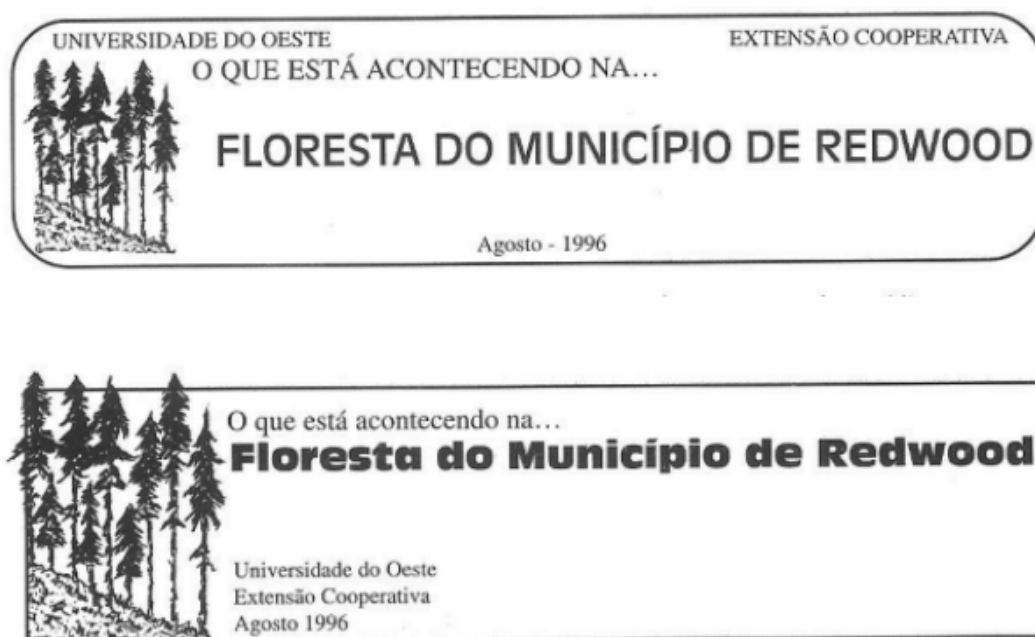 UNIVERSIDADE DO OESTE EXTENSÃO COOPERATIVA
O QUE ESTÁ ACONTECENDO NA...
FLORESTA DO MUNICÍPIO DE REDWOOD
Agosto - 1996
O que está acontecendo na...
Floresta do Município de Redwood
Universidade do Oeste
Extensão Cooperativa
Agosto 1996